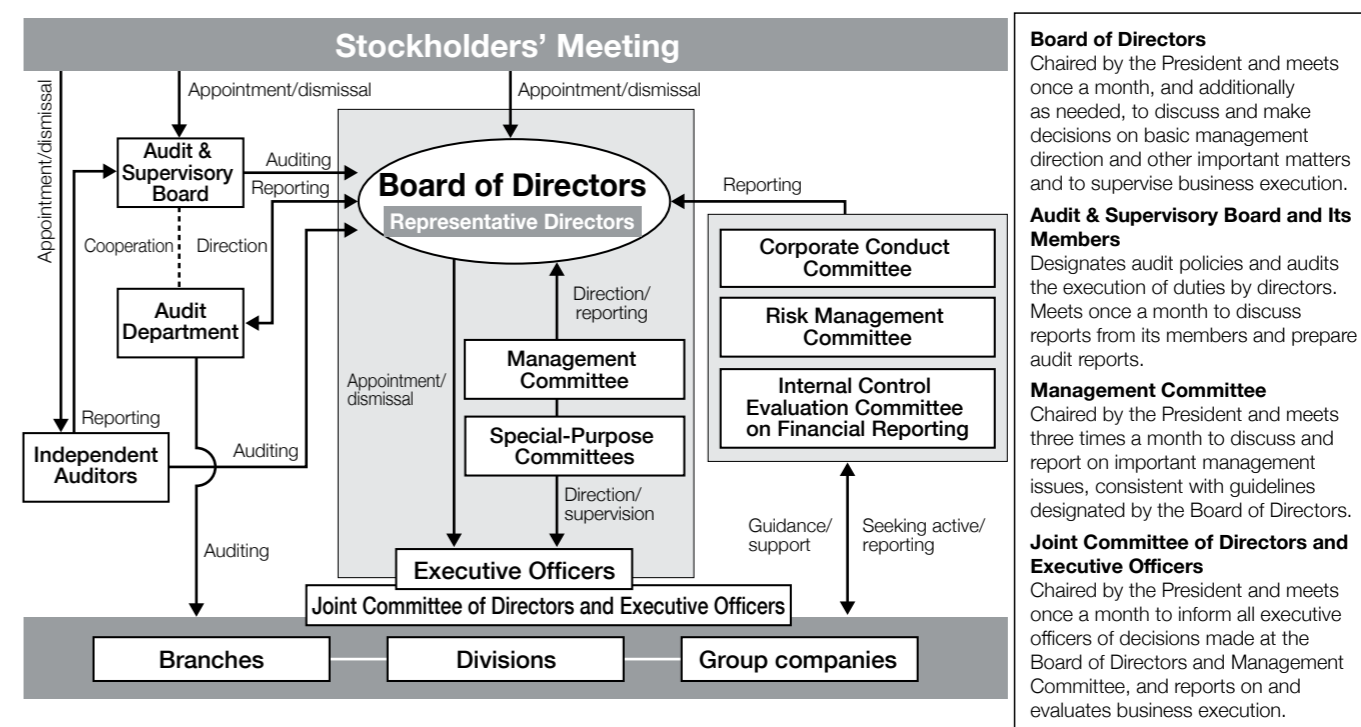 Stockholders' Meeting
Appointment/dismissal
Appointment/dismissal
Appointment/dismissal
Audit &
Supervisory
Board
Auditing
Reporting
Board of Directors
Representative Directors
Reporting
Cooperation
Direction
Corporate Conduct
Committee
Audit
Department
Direction/
reporting
Risk Management
Committee
Management
Committee
Appointment/
dismissal
Internal Control
Evaluation Committee
on Financial Reporting
Reporting
Special-Purpose
Committees
Independent
Auditors
Auditing
Direction/
supervision
Guidance/
support
Seeking active/
reporting
Auditing
Executive Officers
Joint Committee of Directors and Executive Officers
Branches
Divisions
Group companies
Board of Directors
Chaired by the President and meets
once a month, and additionally
as needed, to discuss and make
decisions on basic management
direction and other important matters
and to supervise business execution.
Audit & Supervisory Board and Its
Members
Designates audit policies and audits
the execution of duties by directors.
Meets once a month to discuss
reports from its members and prepare
audit reports.
Management Committee
Chaired by the President and meets
three times a month to discuss and
report on important management
issues, consistent with guidelines
designated by the Board of Directors.
Joint Committee of Directors and
Executive Officers
Chaired by the President and meets
once a month to inform all executive
officers of decisions made at the
Board of Directors and Management
Committee, and reports on and
evaluates business execution.